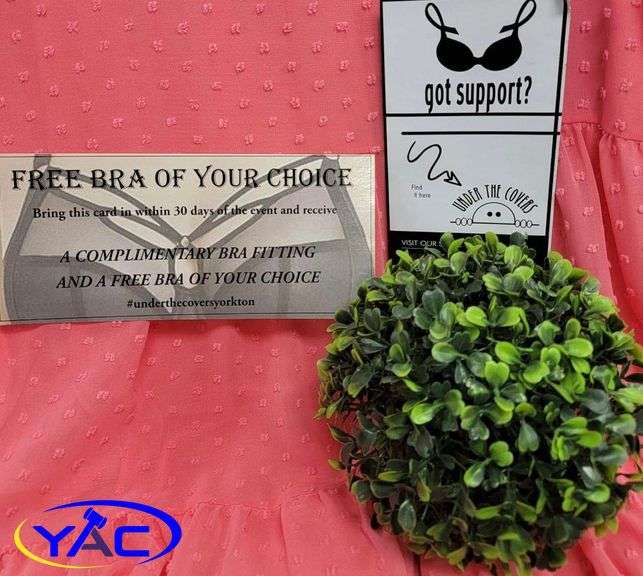 got support?
Find
it here
UNDER THE COVERS
VISIT OUR
FREE BRA OF YOUR CHOICE
Bring this card in within 30 days of the event and receive
A COMPLIMENTARY BRA FITTING
AND A FREE BRA OF YOUR CHOICE
#underthecoversyorkton
YAC